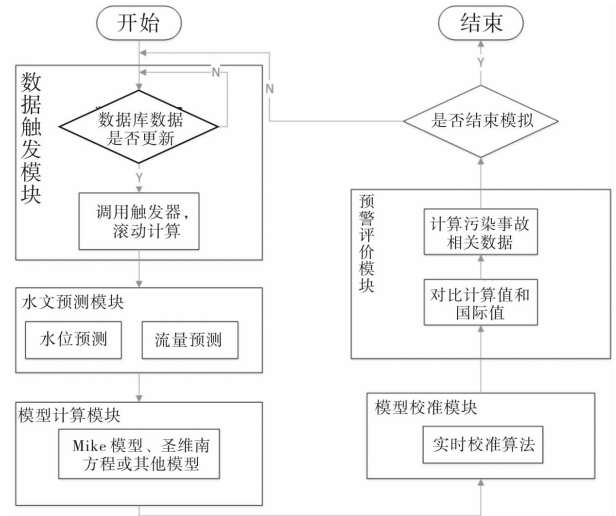 开始
数据触发模块
N
数据库数据
是否更新
Y
调用触发器，
滚动计算
水文预测模块
水位预测
流量预测
模型计算模块
Mike 模型、圣维南
方程或其他模型
模型校准模块
实时校准算法
预警评价模块
对比计算值和
国际值
计算污染事故
相关数据
是否结束模拟
N
Y
结束